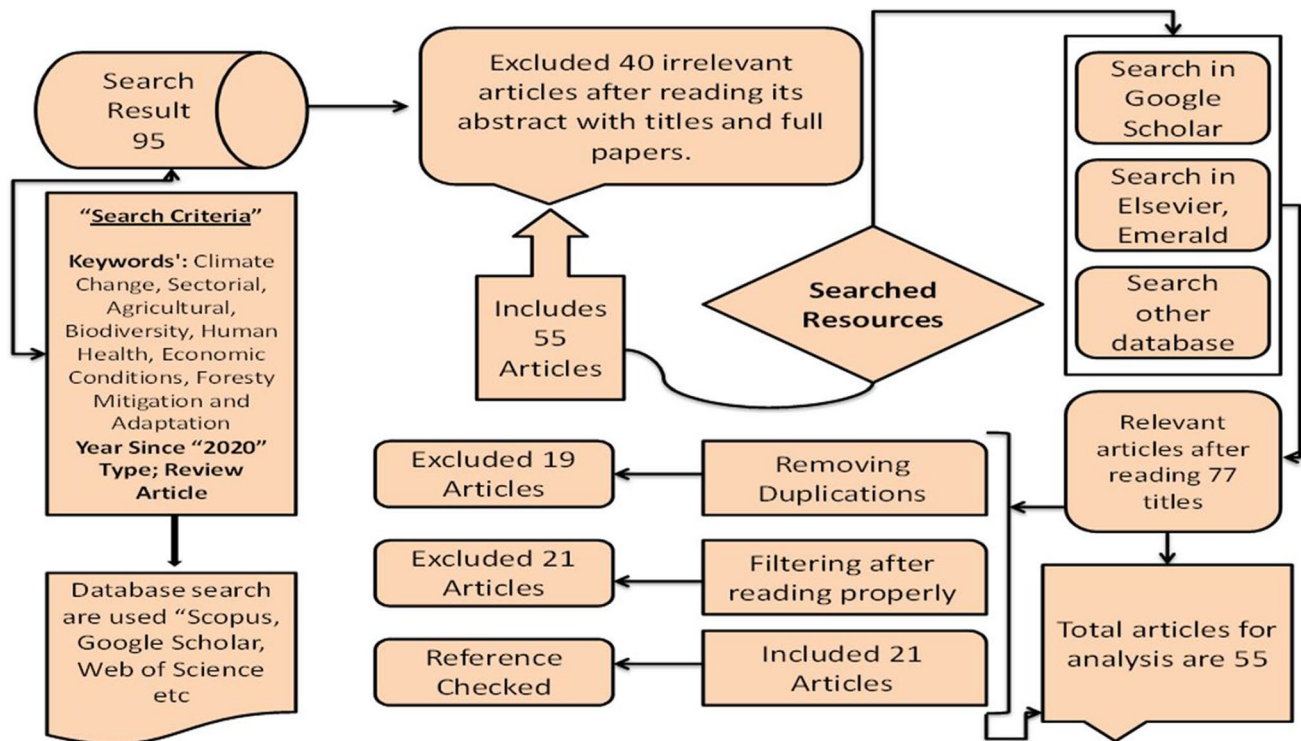 Search
Result
95
“Search Criteria”
Keywords': Climate
Change, Sectorial,
Agricultural,
Biodiversity, Human
Health, Economic
Conditions, Foresty
Mitigation and
Adaptation
Year Since “2020”
Type; Review
Article
Database search
are used “Scopus,
Google Scholar,
Web of Science
etc
Excluded 40 irrelevant
articles after reading its
abstract with titles and full
papers.
Includes
55
Articles
Searched
Resources
Search in
Google
Scholar
Search in
Elsevier,
Emerald
Search
other
database
Relevant
articles after
reading 77
titles
Removing
Duplications
Excluded 19
Articles
Filtering after
reading properly
Excluded 21
Articles
Included 21
Articles
Reference
Checked
Total articles for
analysis are 55